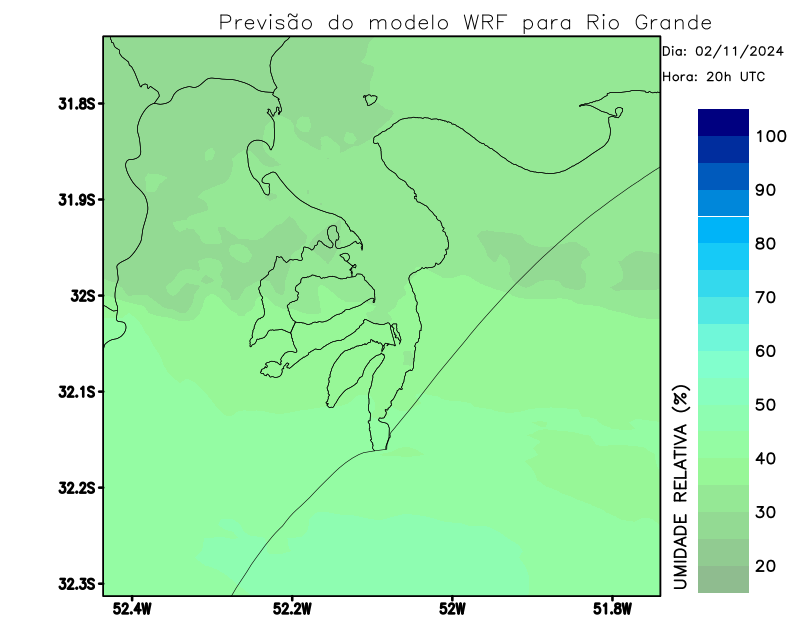 Previsão do modelo WRF para Rio Grande
Dia: 02/11/2024
Hora: 20h UTC
31.8S
31.9S
32S
32.1S
32.2S
32.3S
52.4W
52.2W
52W
51.8W
UMIDADE RELATIVA (%)
100
90
80
70
60
50
40
30
20